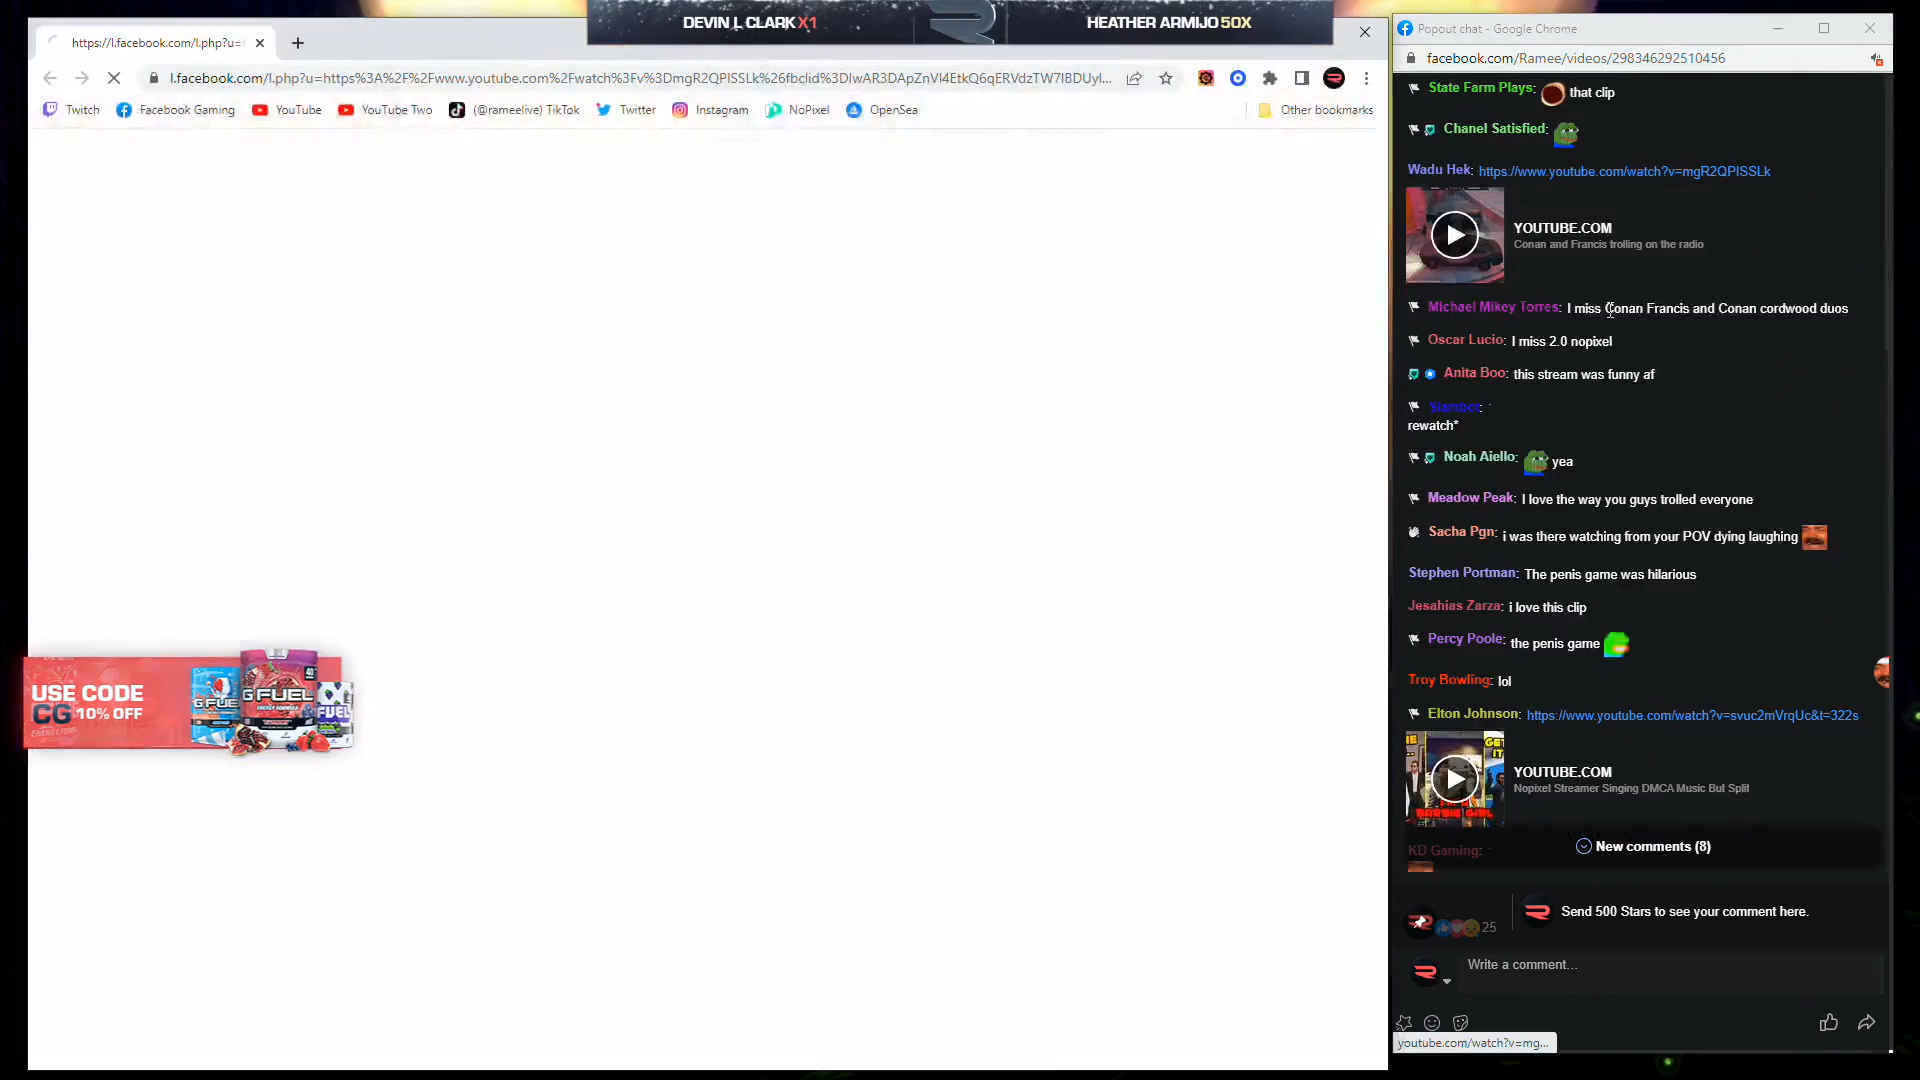 DEVIN L CLARK X1
HEATHER ARMIJO 50X
https://l.facebook.com/l.php?u=
l.facebook.com/l.php?u=https%3A%2F%2Fwww.youtube.com%2Fwatch%3Fv%3DmgR2QPISSLk%26fbclid%3DIwAR3DApZnVl4EtkQ6qERVdzTW7IBDUyl...
Twitch
Facebook Gaming
YouTube
YouTube Two
(@rameelive) TikTok
Twitter
Instagram
NoPixel
OpenSea
Other bookmarks
USE CODE
CG 10% OFF
G FUEL
G FUEL
FUEL
Popout chat - Google Chrome
facebook.com/Ramee/videos/298346292510456
State Farm Plays: that clip
Chanel Satisfied:
Wadu Hek: https://www.youtube.com/watch?v=mgR2QPISSLk
YOUTUBE.COM
Conan and Francis trolling on the radio
Michael Mikey Torres: I miss Conan Francis and Conan cordwood duos
Oscar Lucio: I miss 2.0 nopixel
Anita Boo: this stream was funny af
rewatch*
Noah Aiello: yea
Meadow Peak: I love the way you guys trolled everyone
Sacha Pgn: i was there watching from your POV dying laughing
Stephen Portman: The penis game was hilarious
Jesahias Zarza: i love this clip
Percy Poole: the penis game
Troy Bowling: lol
Elton Johnson: https://www.youtube.com/watch?v=svuc2mVrqUc&t=322s
YOUTUBE.COM
Nopixel Streamer Singing DMCA Music But Split
KD Gaming:
New comments (8)
25
Send 500 Stars to see your comment here.
Write a comment...
youtube.com/watch?v=mg...